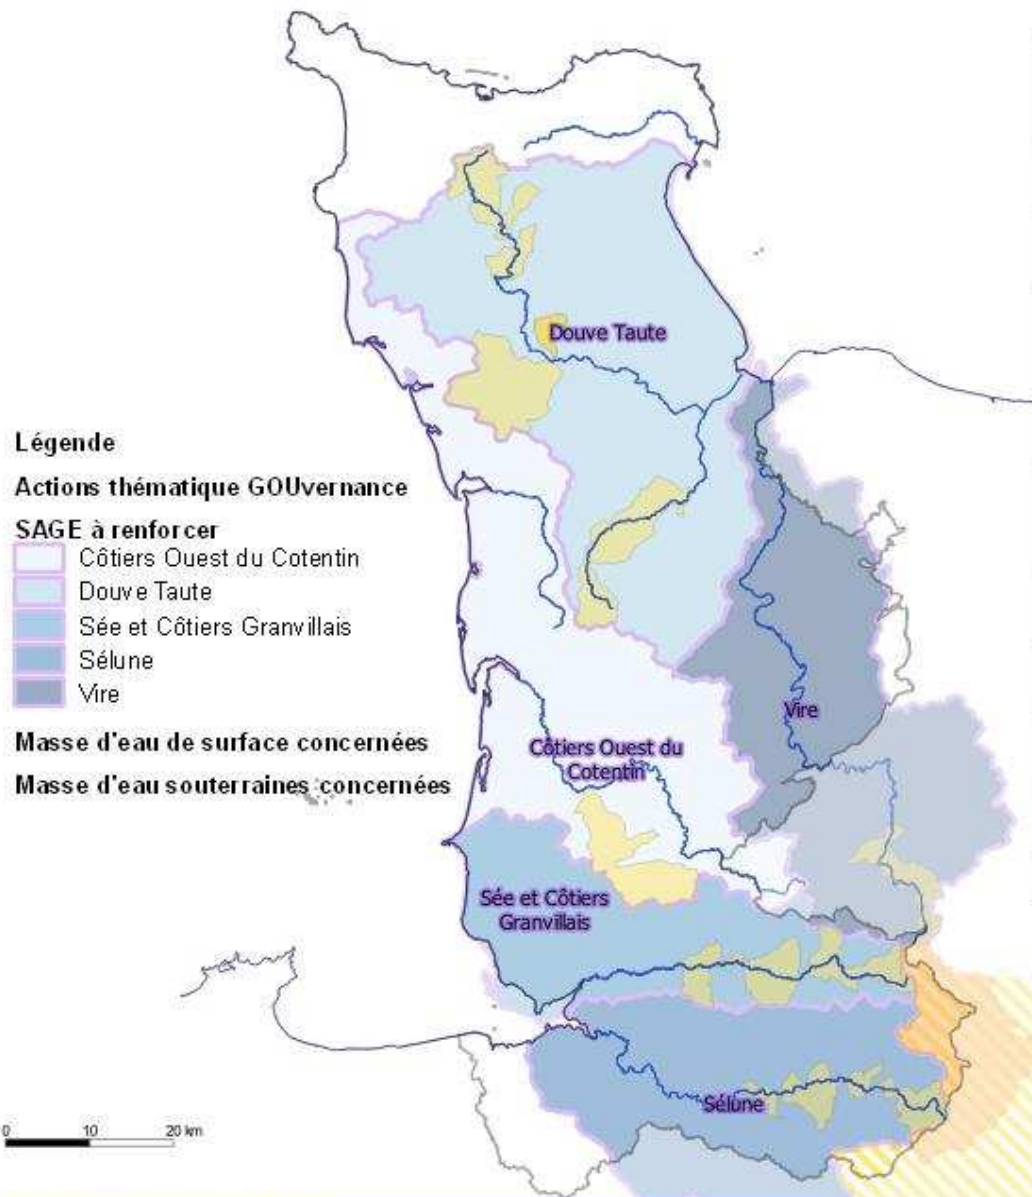 Douve Taute
Légende
Actions thématique GOUvernance
SAGE à renforcer
Côtiers Ouest du Cotentin
Douve Taute
Sée et Côtiers Granvillais
Sélune
Vire
Masse d'eau de surface concernées
Masse d'eau souterraines concernées
Vire
Côtiers Ouest du
Cotentin
Sée et Côtiers
Granvillais
Sélune
0 10 20 km